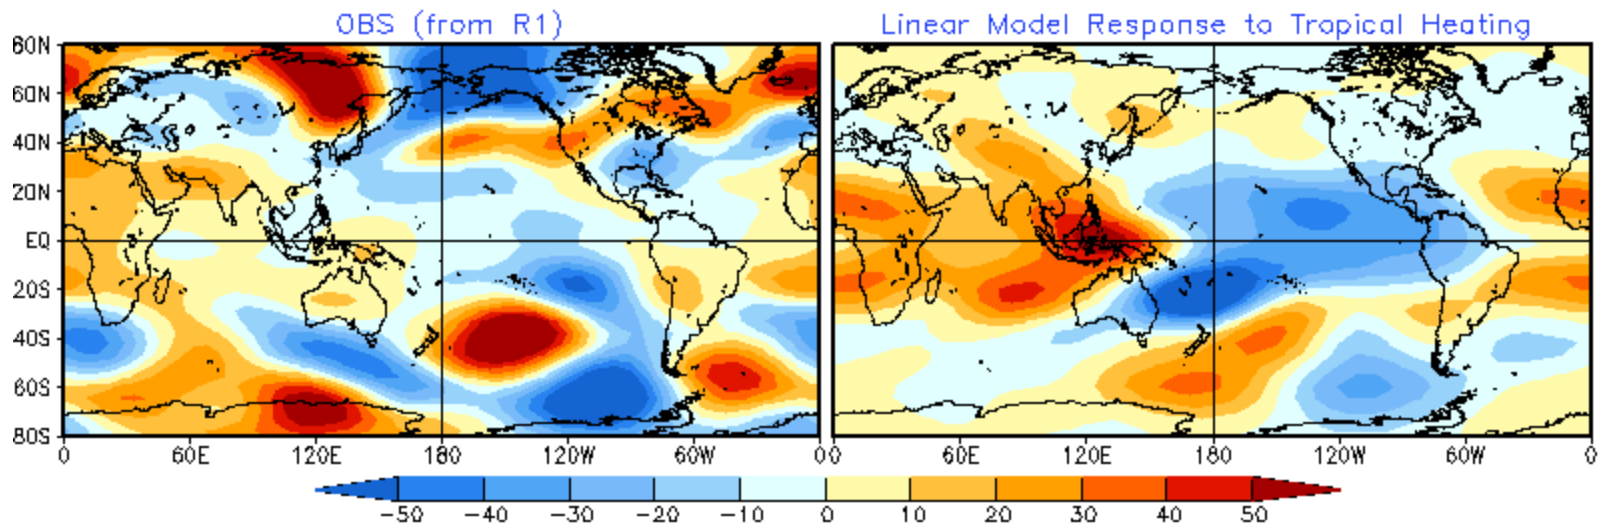 OBS (from R1)
Linear Model Response to Tropical Heating
80N
60N
40N
20N
EQ
20S
40S
60S
80S
0 60E 120E 180 120W 60W 0
0 60E 120E 180 120W 60W 0
-50 -40 -30 -20 -10 0 10 20 30 40 50